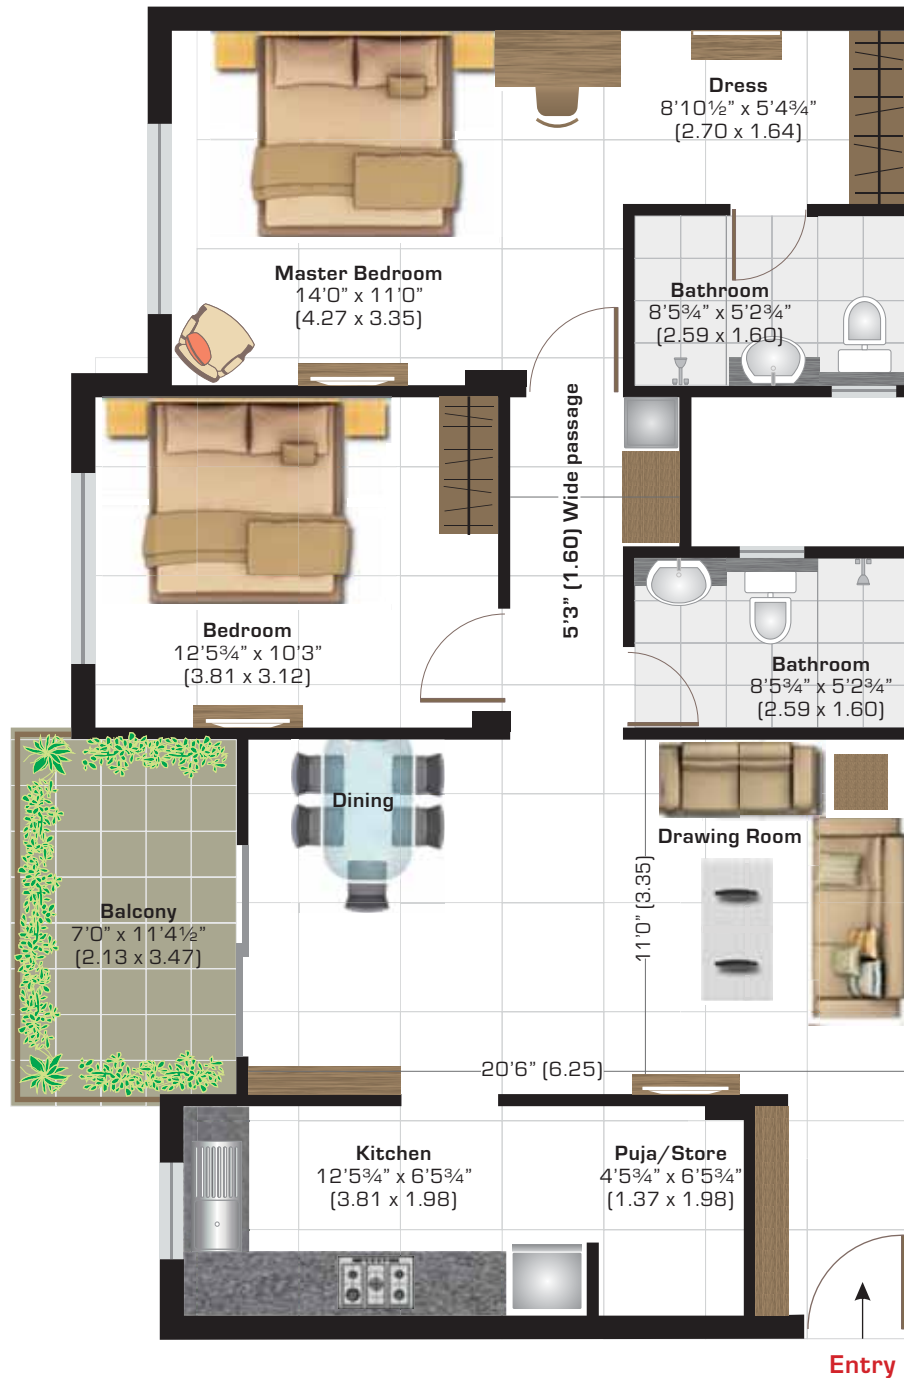 Dress
8'10½” x 5'4¾”
(2.70 x 1.64)
Master Bedroom
14'0” x 11'0”
(4.27 x 3.35)
Bathroom
8'5¾” x 5'2¾”
(2.59 x 1.60)
5'3” (1.60) Wide passage
Bedroom
12'5¾” x 10'3”
(3.81 x 3.12)
Bathroom
8'5¾” x 5'2¾”
(2.59 x 1.60)
Dining
Drawing Room
11'0” (3.35)
Balcony
7'0” x 11'4½”
(2.13 x 3.47)
20'6” (6.25)
Kitchen
12'5¾” x 6'5¾”
(3.81 x 1.98)
Puja/Store
4'5¾” x 6'5¾”
(1.37 x 1.98)
Entry